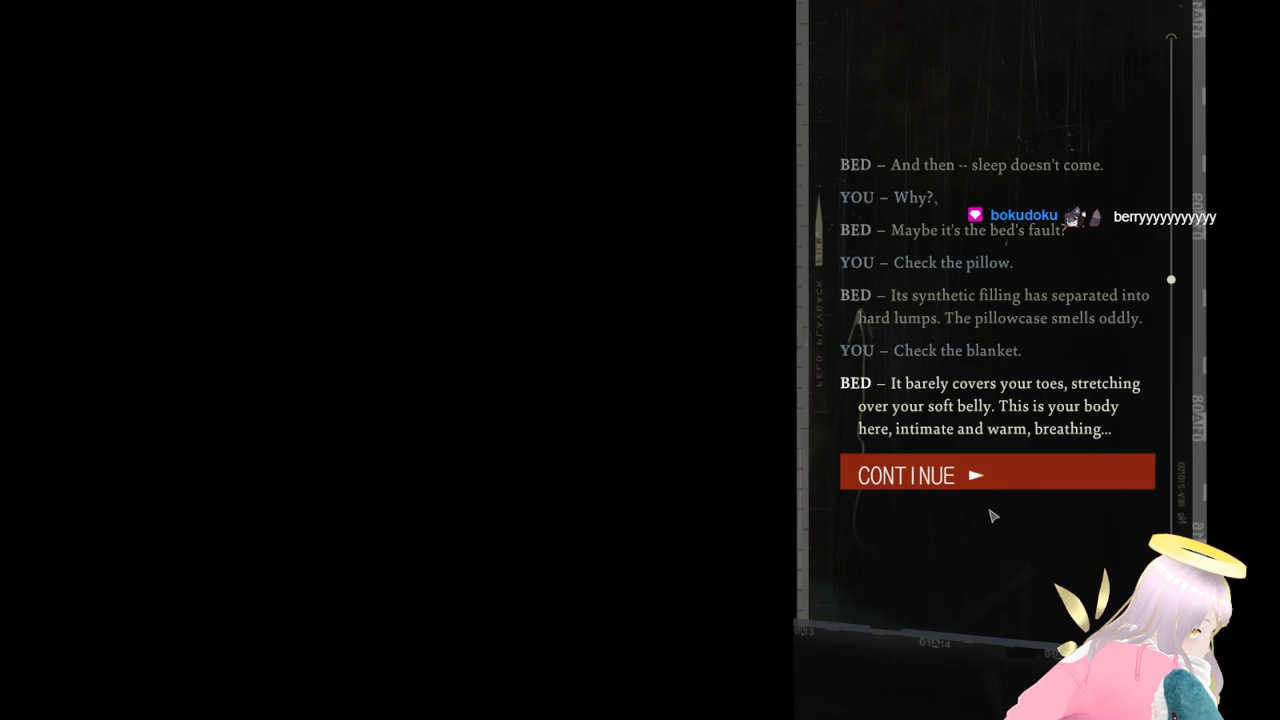 BED – And then -- sleep doesn't come.
YOU – Why?
bokudoku berryyyyyyyyyyy
BED – Maybe it's the bed's fault?
YOU – Check the pillow.
BED – Its synthetic filling has separated into
hard lumps. The pillowcase smells oddly.
YOU – Check the blanket.
BED – It barely covers your toes, stretching
over your soft belly. This is your body
here, intimate and warm, breathing...
CONTINUE ►